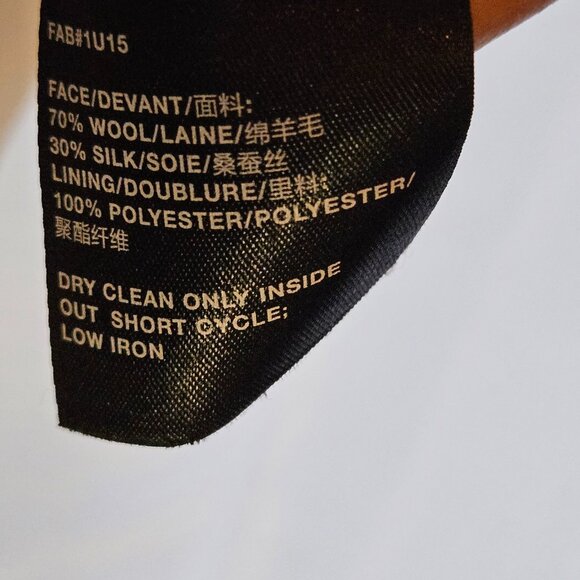 FAB#1U15
FACE/DEVANT/面料:
70% WOOL/LAINE/绵羊毛
30% SILK/SOIE/桑蚕丝
LINING/DOUBLURE/里料:
100% POLYESTER/POLYESTER/
聚酯纤维
DRY CLEAN ONLY INSIDE
OUT SHORT CYCLE;
LOW IRON